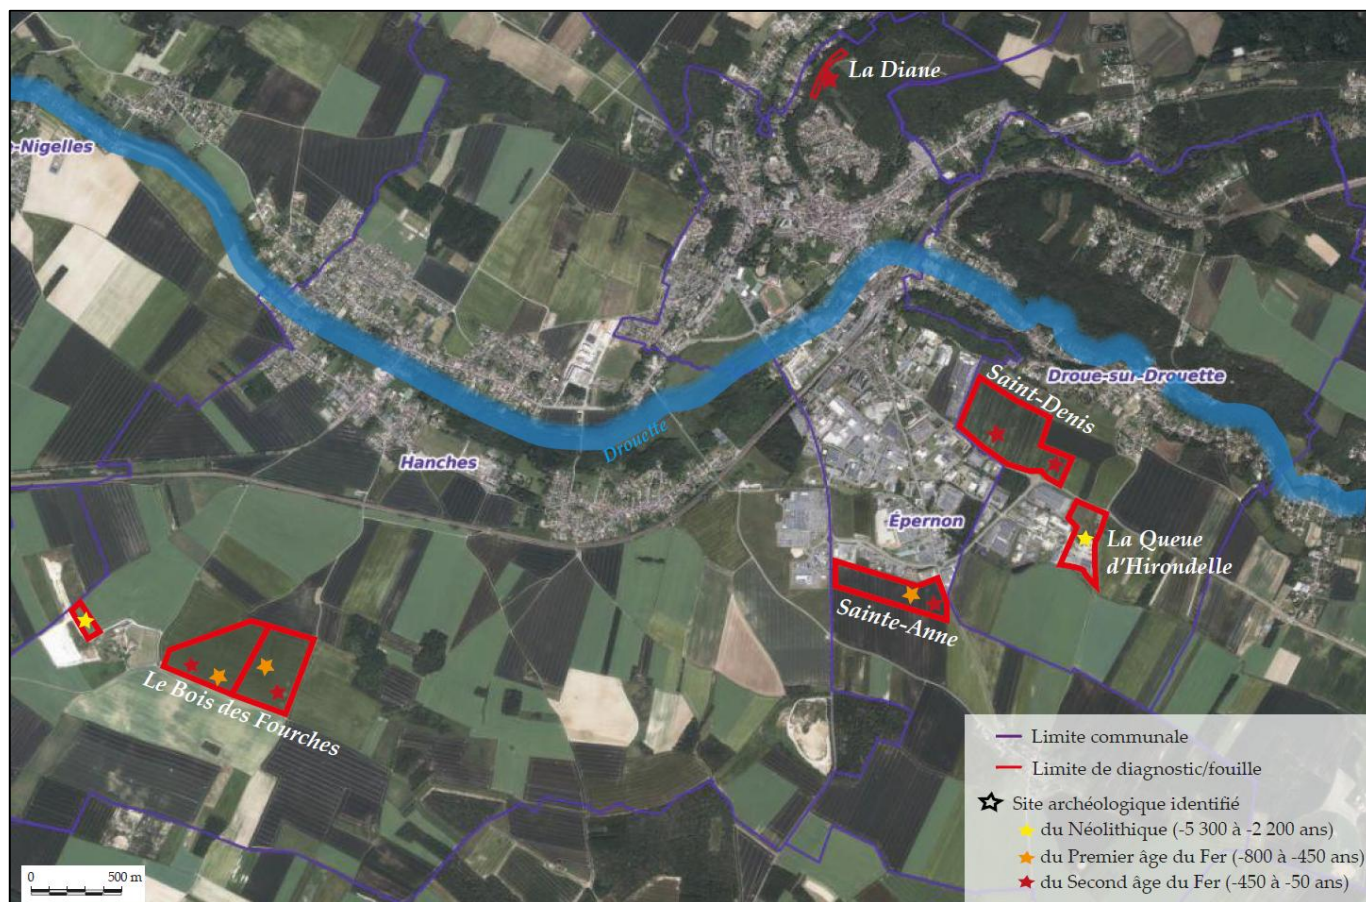 La Diane
-Nigelles
Droue-sur-Drouette
Saint-Denis
Drouette
Hanches
Épernon
La Queue
d'Hirondelle
Sainte-Anne
Le Bois des Fourches
Limite communale
Limite de diagnostic/fouille
Site archéologique identifié
du Néolithique (-5 300 à -2 200 ans)
du Premier âge du Fer (-800 à -450 ans)
du Second âge du Fer (-450 à -50 ans)
0 500 m